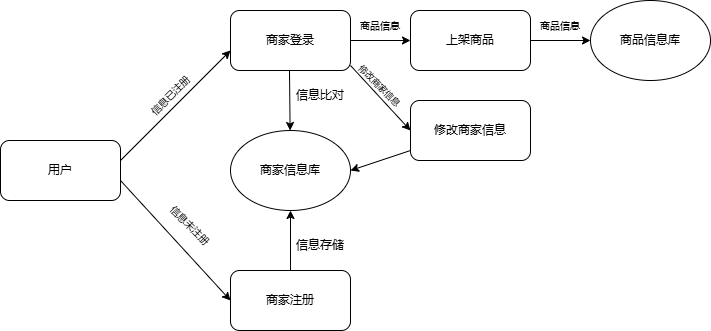 商家登录
商品信息
上架商品
商品信息
商品信息库
信息已注册
信息比对
修改商家信息
修改商家信息
用户
商家信息库
信息未注册
信息存储
商家注册